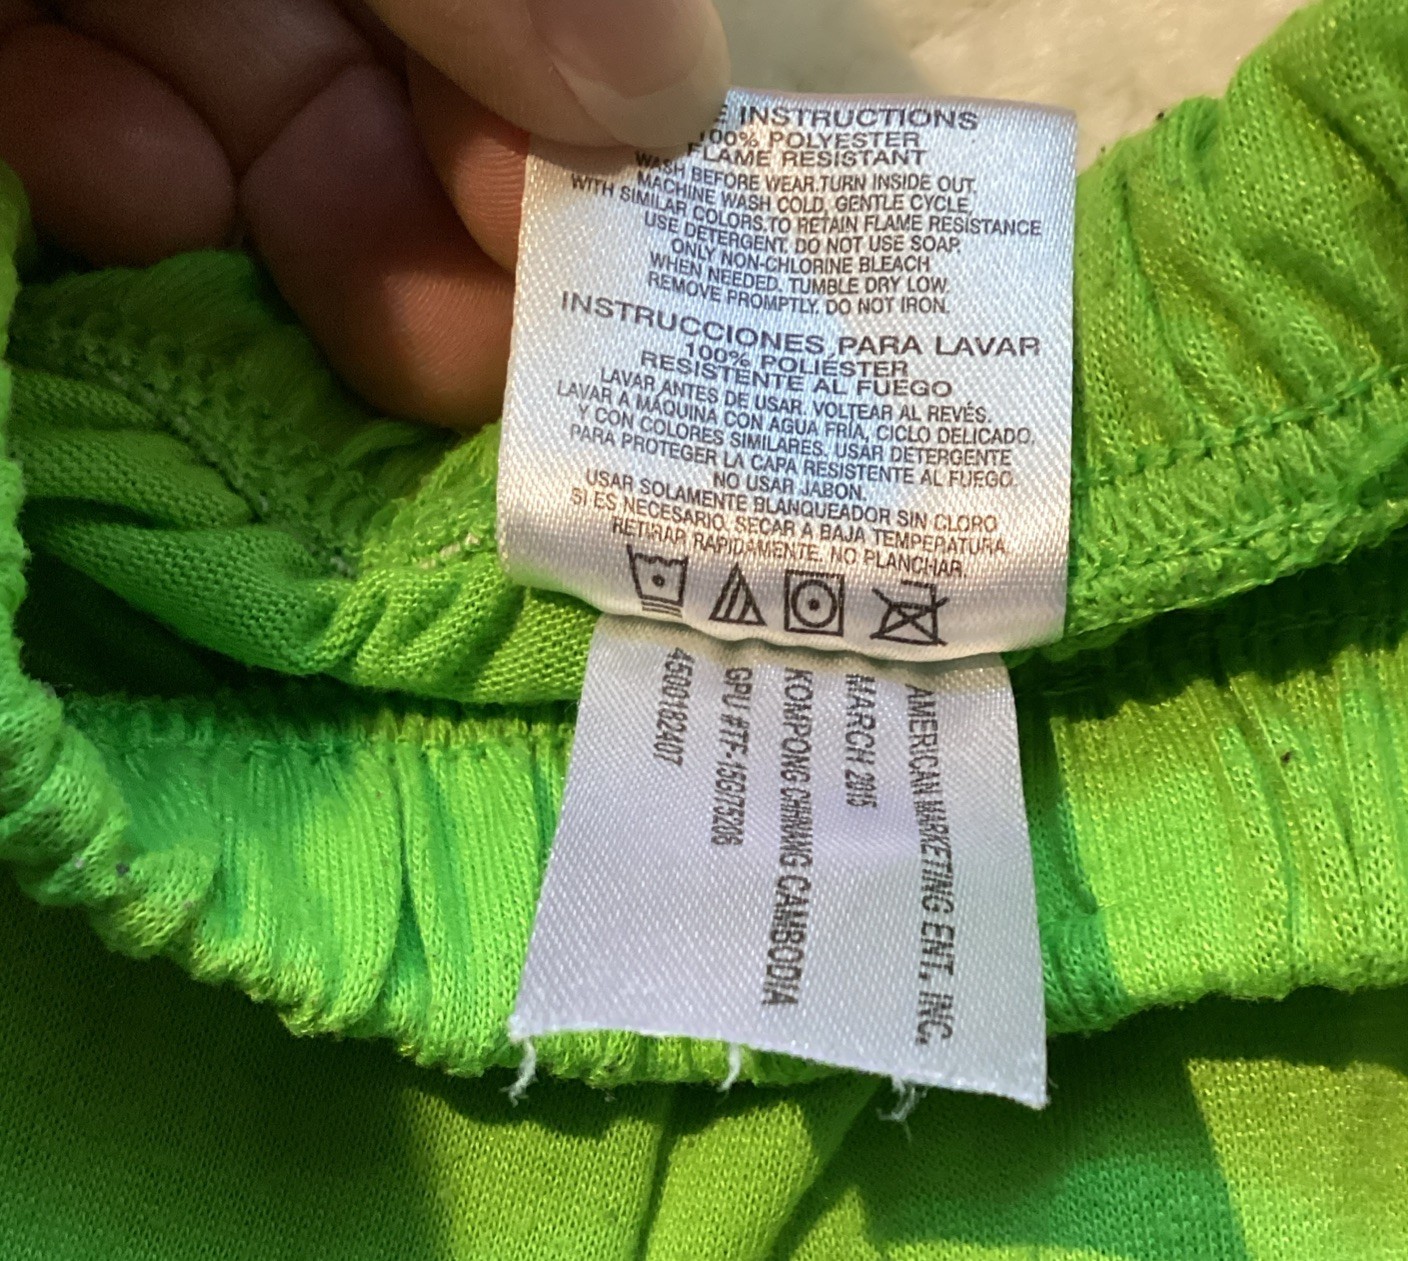 E INSTRUCTIONS
100% POLYESTER
FLAME RESISTANT
WASH BEFORE WEAR.TURN INSIDE OUT.
MACHINE WASH COLD, GENTLE CYCLE,
WITH SIMILAR COLORS.TO RETAIN FLAME RESISTANCE
USE DETERGENT. DO NOT USE SOAP.
ONLY NON-CHLORINE BLEACH
WHEN NEEDED. TUMBLE DRY LOW.
REMOVE PROMPTLY. DO NOT IRON.
INSTRUCCIONES PARA LAVAR
100% POLIÉSTER
RESISTENTE AL FUEGO
LAVAR ANTES DE USAR. VOLTEAR AL REVÉS.
LAVAR A MÁQUINA CON AGUA FRÍA, CICLO DELICADO,
Y CON COLORES SIMILARES. USAR DETERGENTE
PARA PROTEGER LA CAPA RESISTENTE AL FUEGO.
NO USAR JABON.
USAR SOLAMENTE BLANQUEADOR SIN CLORO
SI ES NECESARIO. SECAR A BAJA TEMPERATURA.
RETIRAR RAPIDAMENTE. NO PLANCHAR.
AMERICAN MARKETING ENT., INC.
MARCH 2015
KOMPONG CHHNANG CAMBODIA
GPU #TF-15G175206
4500182407